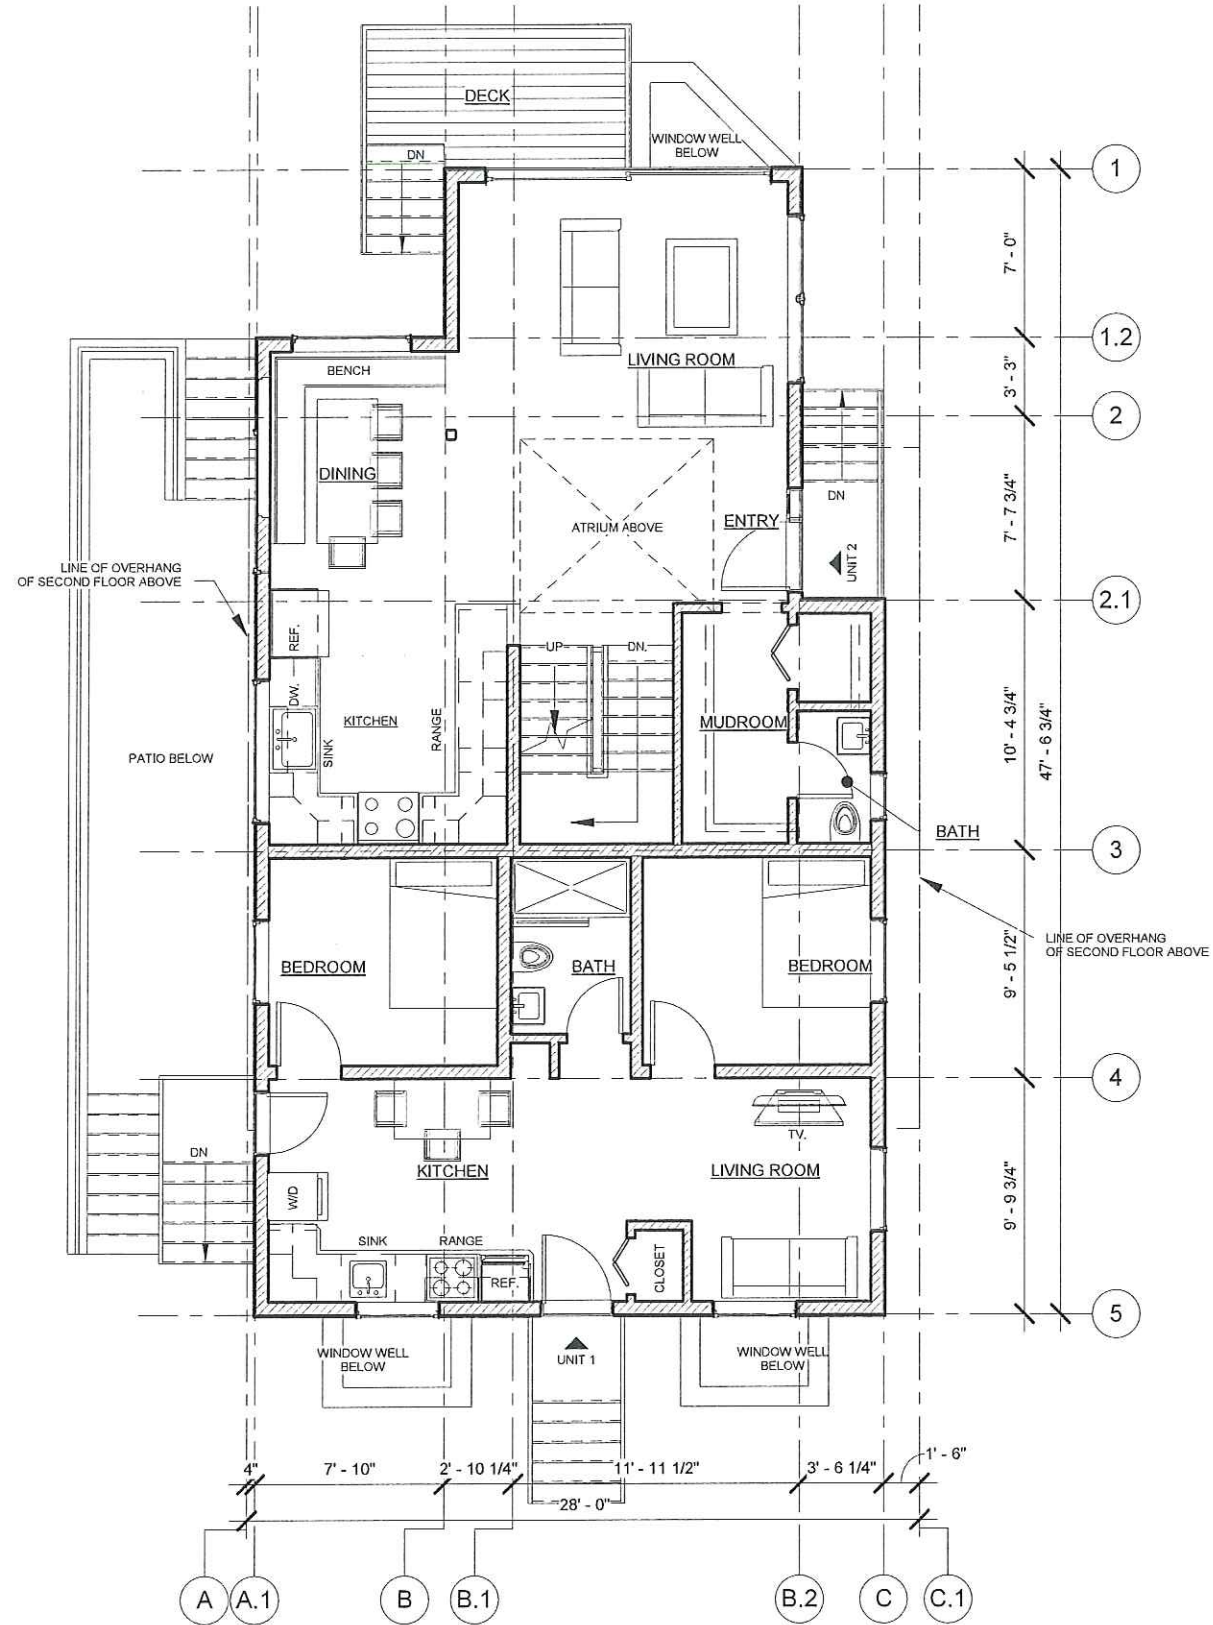 DECK
WINDOW WELL
BELOW
DN
1
7' - 0"
1.2
LIVING ROOM
BENCH
3' - 3"
2
DINING
DN
ENTRY
ATRIUM ABOVE
7' - 7 3/4"
UNIT 2
LINE OF OVERHANG
OF SECOND FLOOR ABOVE
2.1
REF.
UP
DN.
DW.
KITCHEN
RANGE
MUDROOM
SINK
10' - 4 3/4"
47' - 6 3/4"
PATIO BELOW
BATH
3
LINE OF OVERHANG
OF SECOND FLOOR ABOVE
BEDROOM
BATH
BEDROOM
9' - 5 1/2"
4
TV.
DN
KITCHEN
LIVING ROOM
W/D
9' - 9 3/4"
SINK
RANGE
REF.
CLOSET
5
WINDOW WELL
BELOW
UNIT 1
WINDOW WELL
BELOW
4"
7' - 10"
2' - 10 1/4"
11' - 11 1/2"
3' - 6 1/4"
1' - 6"
28' - 0"
A
A.1
B
B.1
B.2
C
C.1